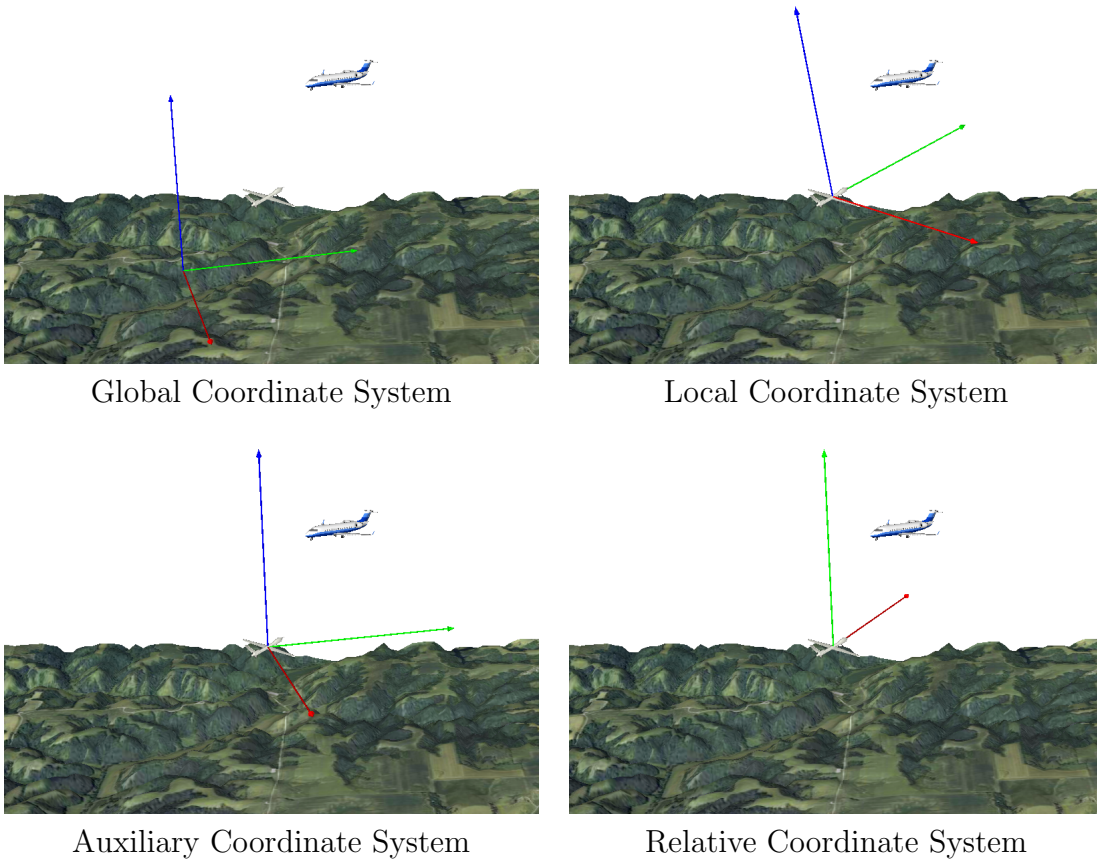 Global Coordinate System
Local Coordinate System
Auxiliary Coordinate System
Relative Coordinate System